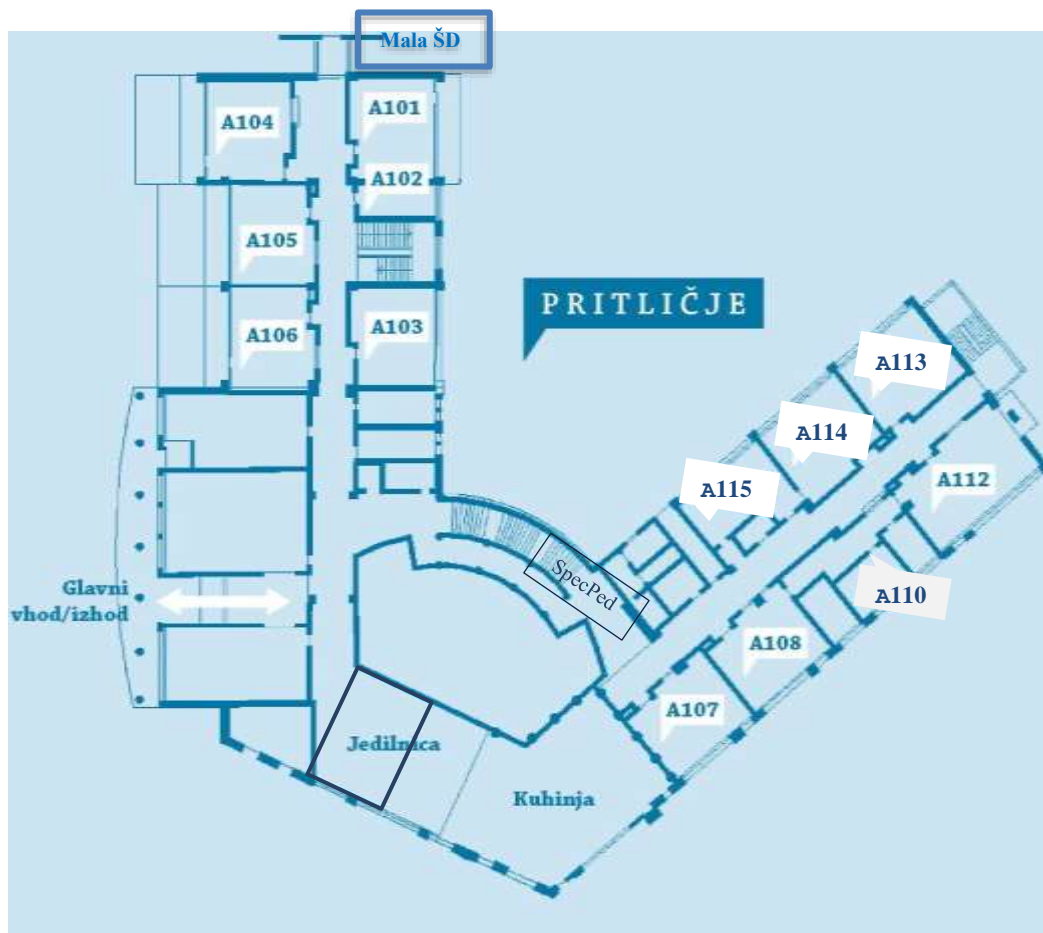 Mala ŠD
A101
A104
A102
A105
A103
A106
PRITLIČJE
A113
A114
A115
A112
SpecPed
A110
Glavni
vhod/izhod
A108
A107
Jedilnica
Kuhinja